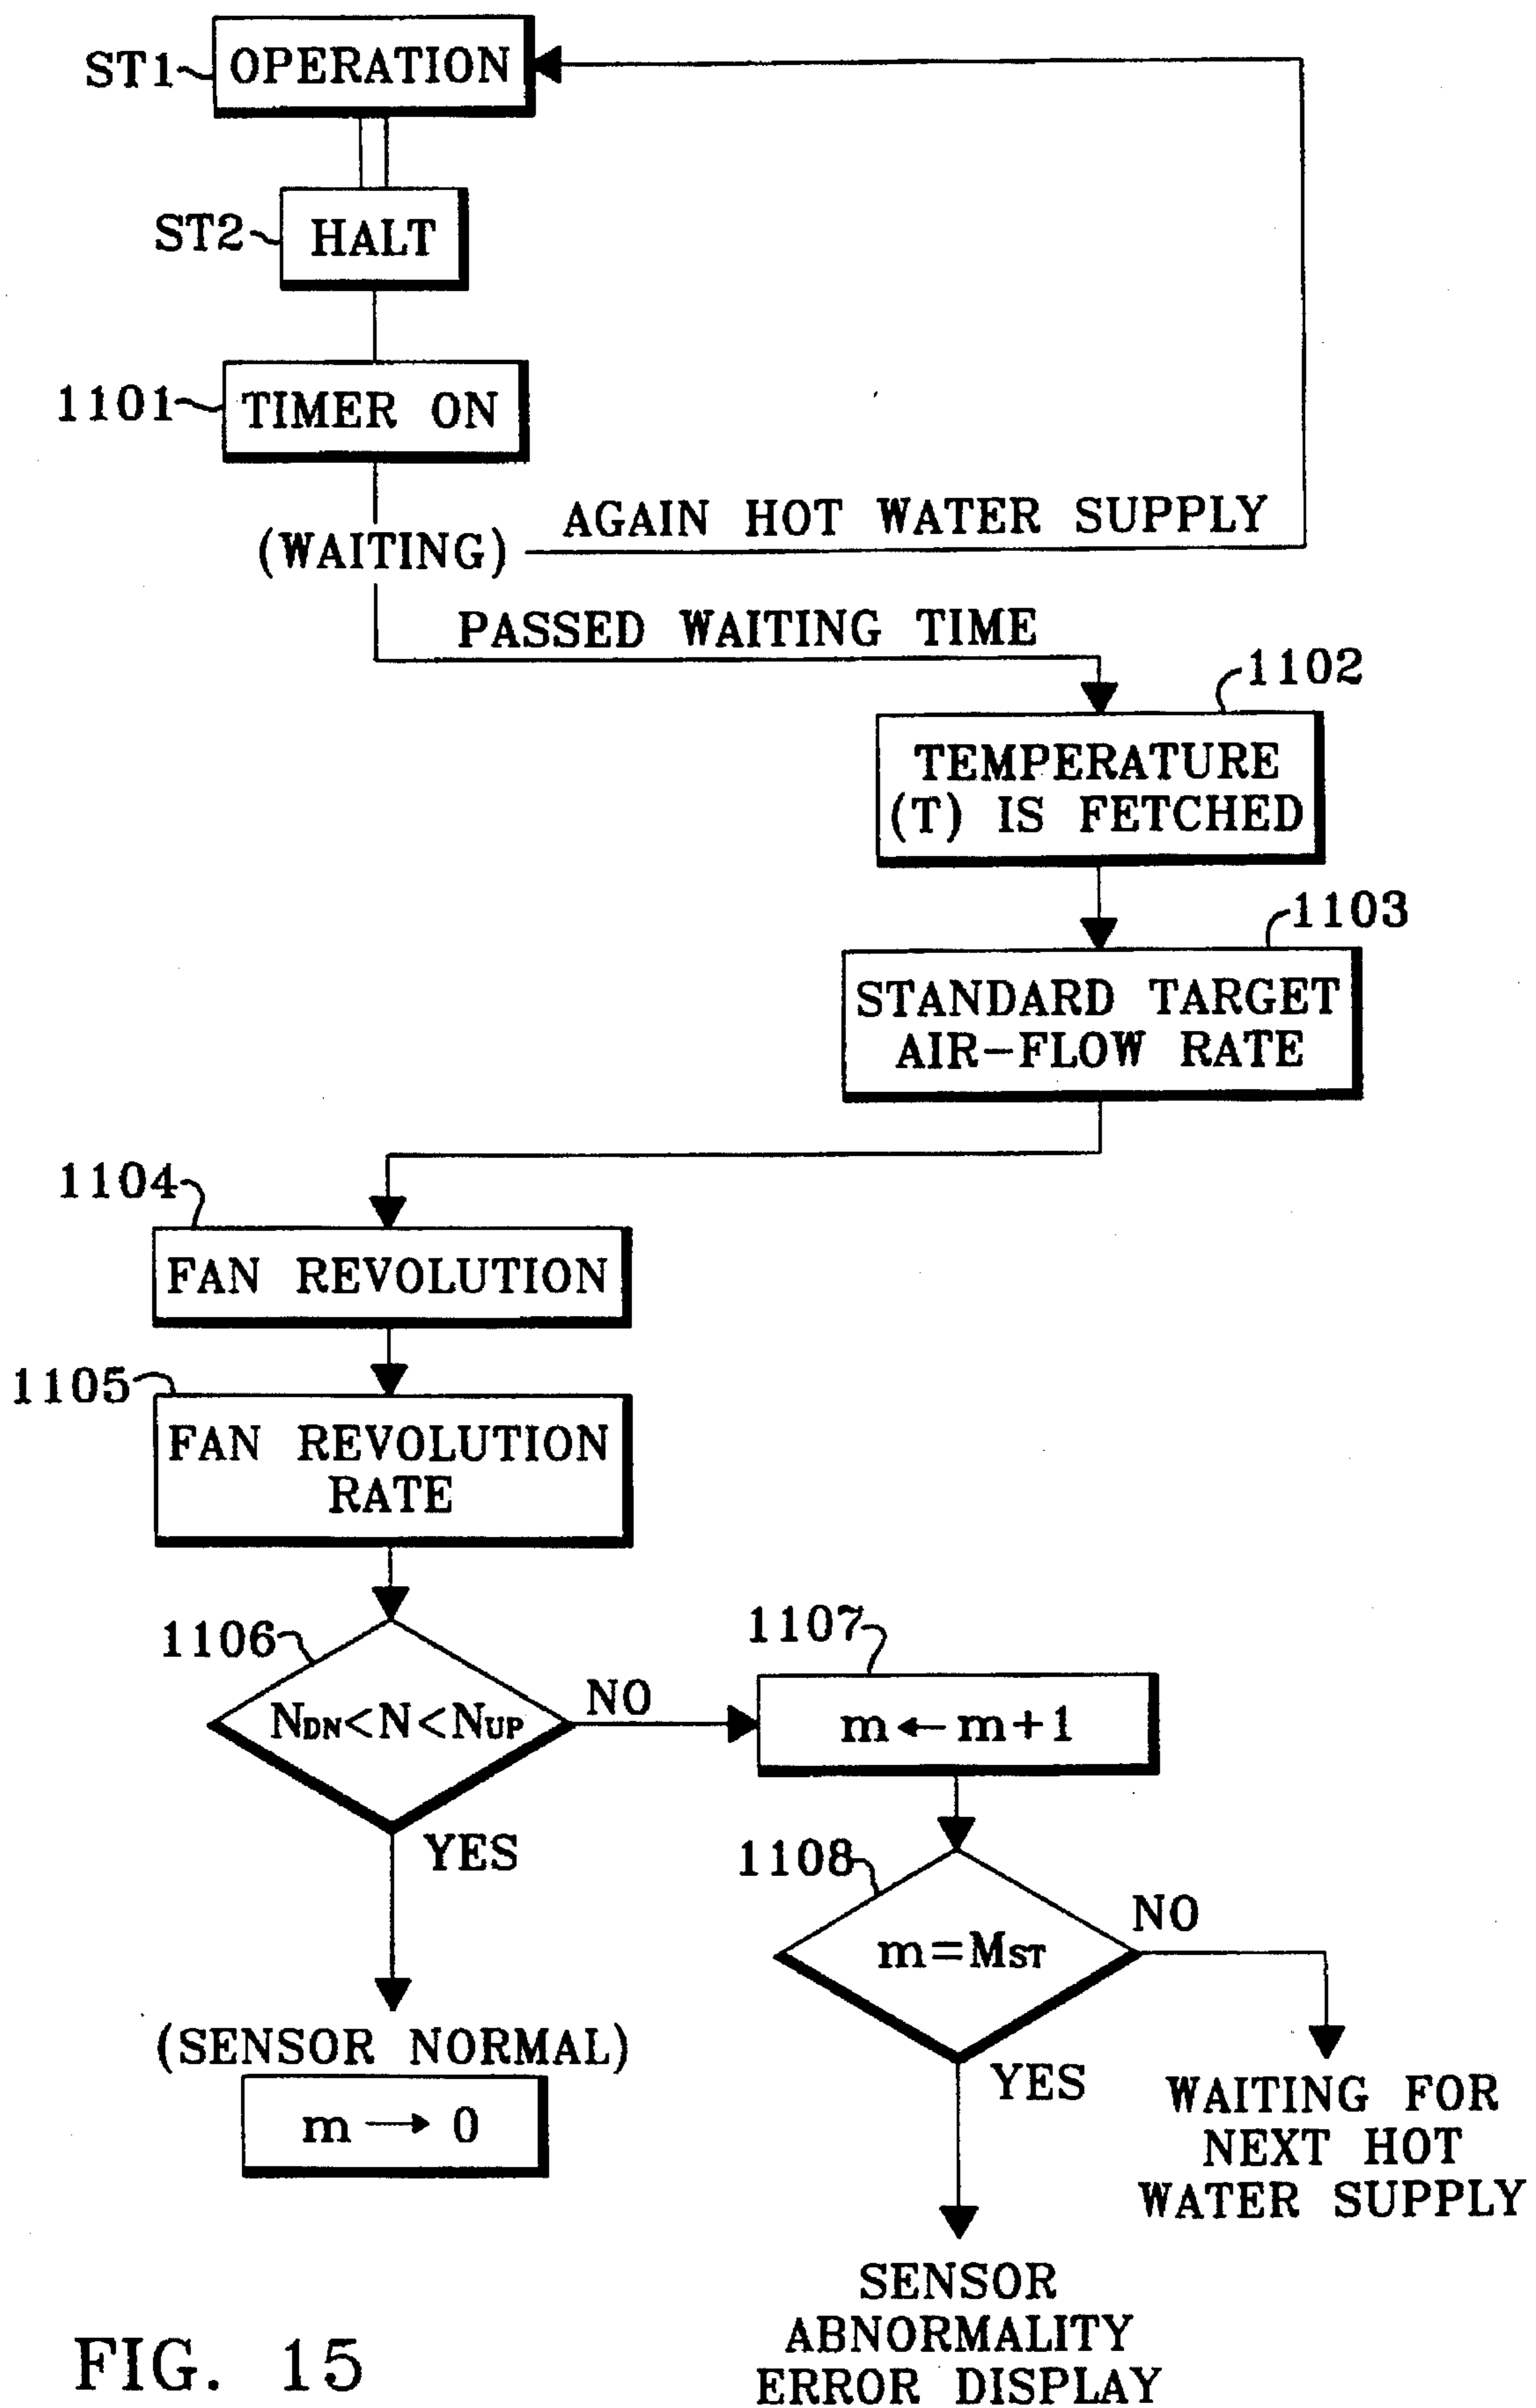 ST1
OPERATION
ST2
HALT
1101
TIMER ON
AGAIN HOT WATER SUPPLY
(WAITING)
PASSED WAITING TIME
1102
TEMPERATURE
(T) IS FETCHED
1103
STANDARD TARGET
AIR-FLOW RATE
1104
FAN REVOLUTION
1105
FAN REVOLUTION
RATE
1106
NDN<N<NUP
NO
YES
1107
m←m+1
1108
m=MST
NO
YES
(SENSOR NORMAL)
m → 0
WAITING FOR
NEXT HOT
WATER SUPPLY
SENSOR
ABNORMALITY
ERROR DISPLAY
FIG. 15